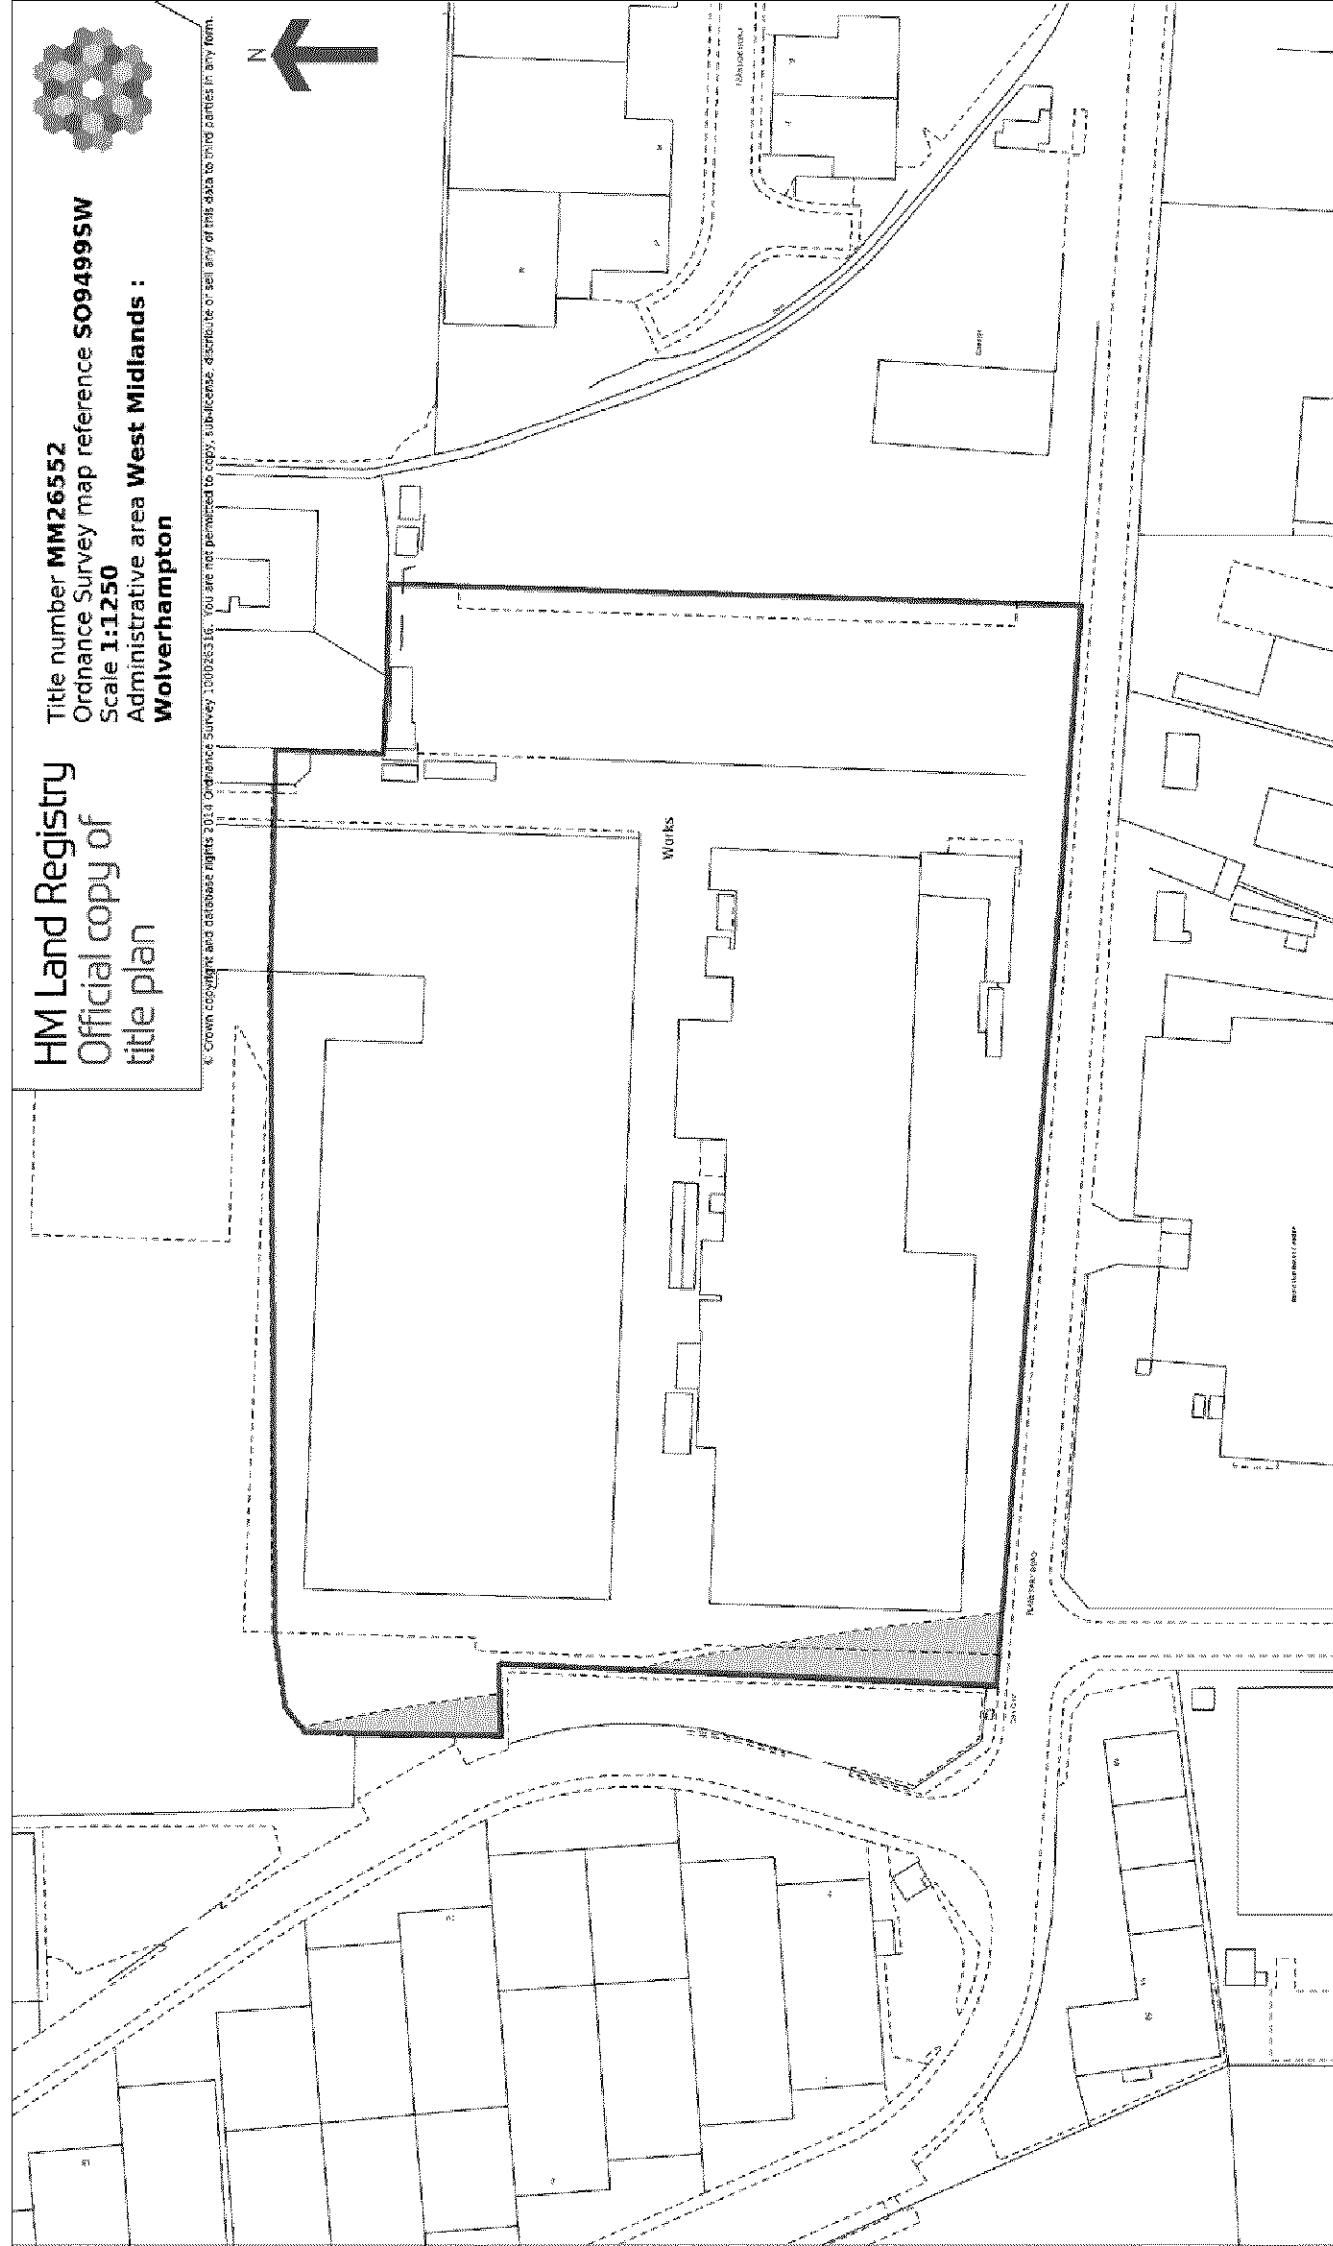 HM Land Registry
Official copy of
title plan
Title number MM26552
Ordnance Survey map reference SO9499SW
Scale 1:1250
Administrative area West Midlands :
Wolverhampton
© Crown copyright and database rights 2014 Ordnance Survey 100026316. You are not permitted to copy, sub-license, distribute or sell any of this data to third parties in any form.
N
Works